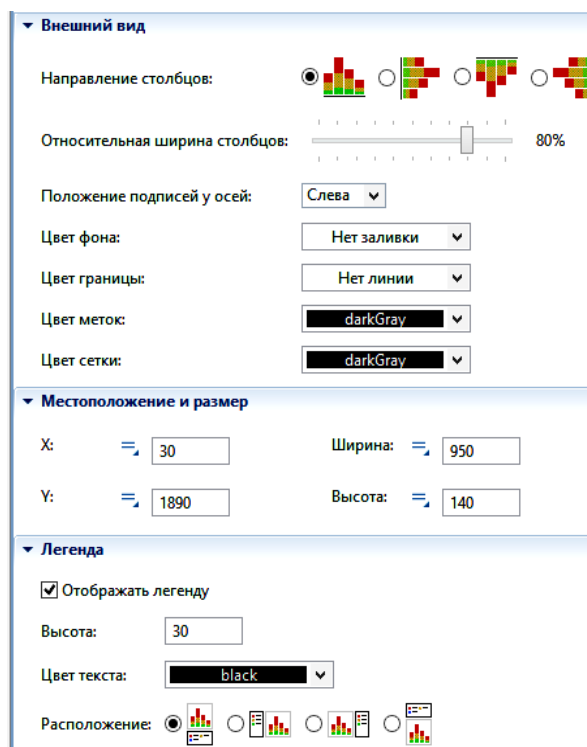 Внешний вид
Направление столбцов:
Относительная ширина столбцов: 80%
Положение подписей у осей: Слева
Цвет фона: Нет заливки
Цвет границы: Нет линии
Цвет меток: darkGray
Цвет сетки: darkGray
Местоположение и размер
X: 30 Ширина: 950
Y: 1890 Высота: 140
Легенда
Отображать легенду
Высота: 30
Цвет текста: black
Расположение: